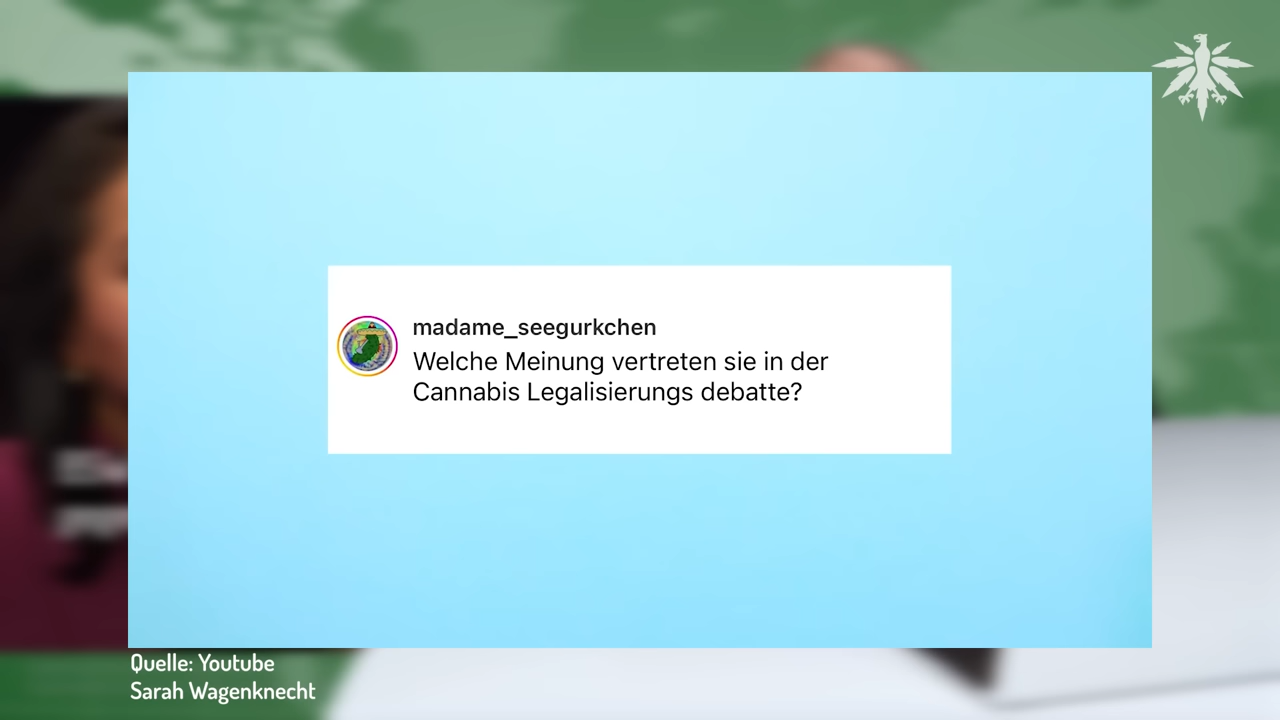 madame_seegurkchen
Welche Meinung vertreten sie in der
Cannabis Legalisierungs debatte?
Quelle: Youtube
Sarah Wagenknecht